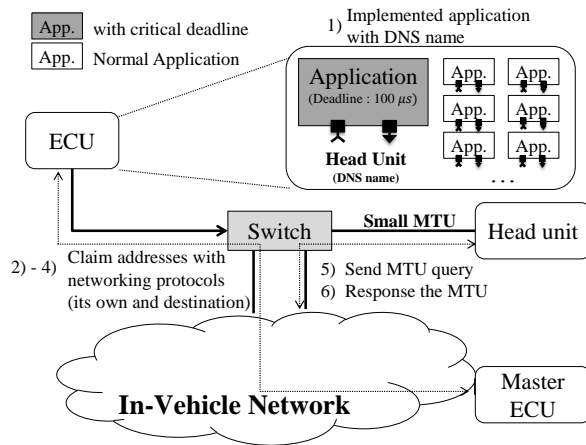 App. with critical deadline
App. Normal Application
1) Implemented application
with DNS name
Application
(Deadline : 100 μs)
Head Unit
(DNS name)
App. App.
App. App.
App. App.
. . .
ECU
Switch
Small MTU
Head unit
2) - 4) Claim addresses with
networking protocols
(its own and destination)
5) Send MTU query
6) Response the MTU
In-Vehicle Network
Master
ECU